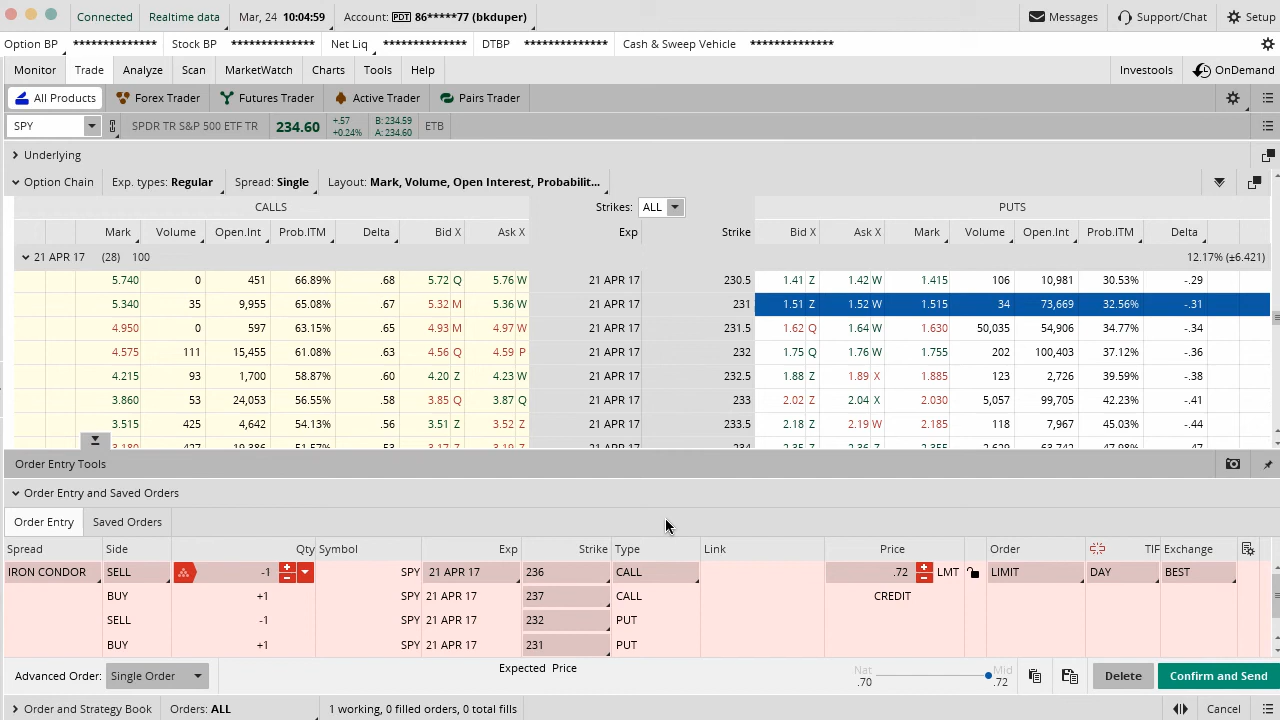 Connected Realtime data Mar, 24 10:04:59 Account: PDT 86*****77 (bkduper) Messages Support/Chat Setup
Option BP ************** Stock BP ************** Net Liq ************** DTBP ************** Cash & Sweep Vehicle **************
Monitor Trade Analyze Scan MarketWatch Charts Tools Help Investools OnDemand
All Products Forex Trader Futures Trader Active Trader Pairs Trader
SPY SPDR TR S&P 500 ETF TR 234.60 +.57 +0.24% B: 234.59 A: 234.60 ETB
Underlying
Option Chain Exp. types: Regular Spread: Single Layout: Mark, Volume, Open Interest, Probabilit...
CALLS Strikes: ALL PUTS
Mark Volume Open.Int Prob.ITM Delta Bid X Ask X Exp Strike Bid X Ask X Mark Volume Open.Int Prob.ITM Delta
21 APR 17 (28) 100 12.17% (±6.421)
5.740 0 451 66.89% .68 5.72 Q 5.76 W 21 APR 17 230.5 1.41 Z 1.42 W 1.415 106 10,981 30.53% -.29
5.340 35 9,955 65.08% .67 5.32 M 5.36 W 21 APR 17 231 1.51 Z 1.52 W 1.515 34 73,669 32.56% -.31
4.950 0 597 63.15% .65 4.93 M 4.97 W 21 APR 17 231.5 1.62 Q 1.64 W 1.630 50,035 54,906 34.77% -.34
4.575 111 15,455 61.08% .63 4.56 Q 4.59 P 21 APR 17 232 1.75 Q 1.76 W 1.755 202 100,403 37.12% -.36
4.215 93 1,700 58.87% .60 4.20 Z 4.23 W 21 APR 17 232.5 1.88 Z 1.89 X 1.885 123 2,726 39.59% -.38
3.860 53 24,053 56.55% .58 3.85 Q 3.87 Q 21 APR 17 233 2.02 Z 2.04 X 2.030 5,057 99,705 42.23% -.41
3.515 425 4,642 54.13% .56 3.51 Z 3.52 Z 21 APR 17 233.5 2.18 Z 2.19 W 2.185 118 7,967 45.03% -.44
Order Entry Tools
Order Entry and Saved Orders
Order Entry Saved Orders
Spread Side Qty Symbol Exp Strike Type Link Price Order TIF Exchange
IRON CONDOR SELL -1 SPY 21 APR 17 236 CALL .72 LMT LIMIT DAY BEST
BUY +1 SPY 21 APR 17 237 CALL CREDIT
SELL -1 SPY 21 APR 17 232 PUT
BUY +1 SPY 21 APR 17 231 PUT
Advanced Order: Single Order Expected Price Nat .70 Mid .72 Delete Confirm and Send
Order and Strategy Book Orders: ALL 1 working, 0 filled orders, 0 total fills Cancel